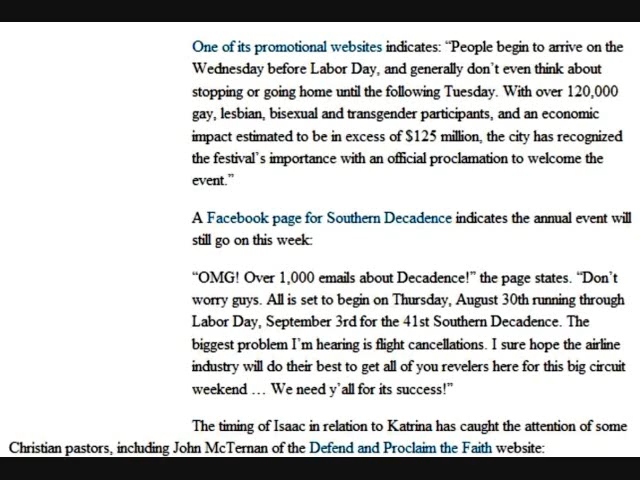 One of its promotional websites indicates: “People begin to arrive on the
Wednesday before Labor Day, and generally don’t even think about
stopping or going home until the following Tuesday. With over 120,000
gay, lesbian, bisexual and transgender participants, and an economic
impact estimated to be in excess of $125 million, the city has recognized
the festival’s importance with an official proclamation to welcome the
event.”
A Facebook page for Southern Decadence indicates the annual event will
still go on this week:
“OMG! Over 1,000 emails about Decadence!” the page states. “Don’t
worry guys. All is set to begin on Thursday, August 30th running through
Labor Day, September 3rd for the 41st Southern Decadence. The
biggest problem I’m hearing is flight cancellations. I sure hope the airline
industry will do their best to get all of you revelers here for this big circuit
weekend … We need y’all for its success!”
The timing of Isaac in relation to Katrina has caught the attention of some
Christian pastors, including John McTernan of the Defend and Proclaim the Faith website: